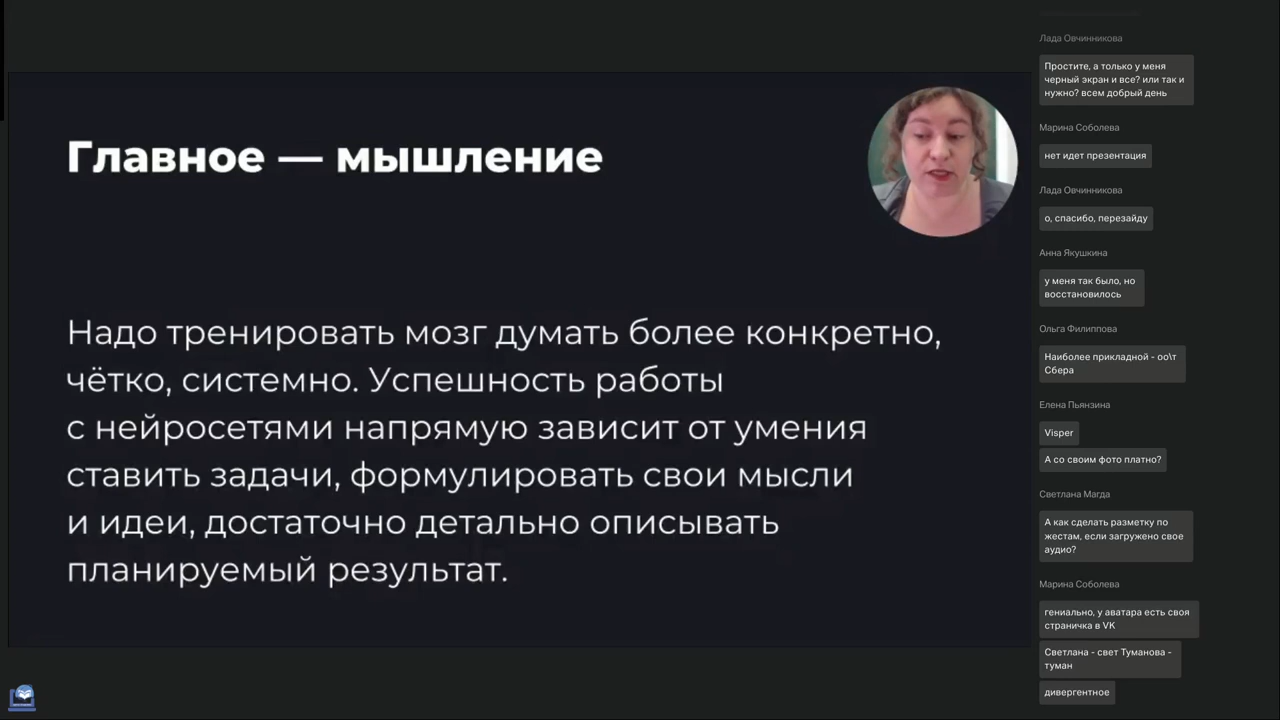 Главное — мышление
Надо тренировать мозг думать более конкретно,
чётко, системно. Успешность работы
с нейросетями напрямую зависит от умения
ставить задачи, формулировать свои мысли
и идеи, достаточно детально описывать
планируемый результат.
Лада Овчинникова
Простите, а только у меня
черный экран и все? или так и
нужно? всем добрый день
Марина Соболева
нет идет презентация
Лада Овчинникова
о, спасибо, перезайду
Анна Якушкина
у меня так было, но
восстановилось
Ольга Филиппова
Наиболее прикладной - оо\т
Сбера
Елена Пьянзина
Visper
А со своим фото платно?
Светлана Магда
А как сделать разметку по
жестам, если загружено свое
аудио?
Марина Соболева
гениально, у аватара есть своя
страничка в VK
Светлана - свет Туманова -
туман
дивергентное